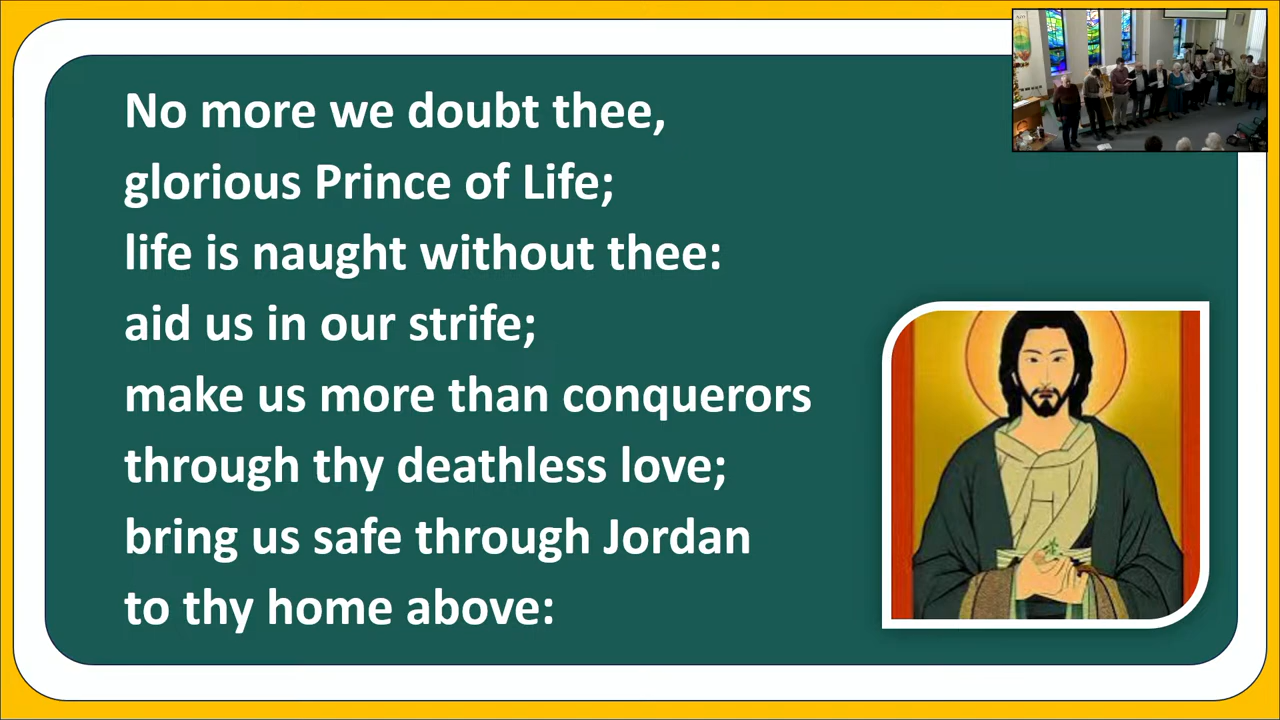 No more we doubt thee,
glorious Prince of Life;
life is naught without thee:
aid us in our strife;
make us more than conquerors
through thy deathless love;
bring us safe through Jordan
to thy home above: